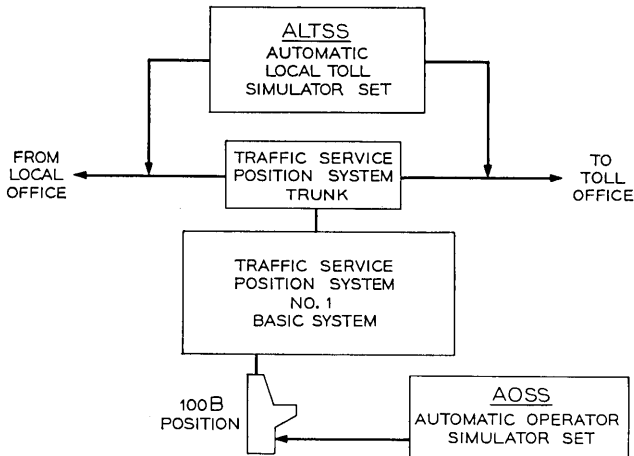 ALTSS
AUTOMATIC
LOCAL TOLL
SIMULATOR SET
FROM
LOCAL
OFFICE
TRAFFIC SERVICE
POSITION SYSTEM
TRUNK
TO
TOLL
OFFICE
TRAFFIC SERVICE
POSITION SYSTEM
NO. 1
BASIC SYSTEM
100B
POSITION
AOSS
AUTOMATIC OPERATOR
SIMULATOR SET